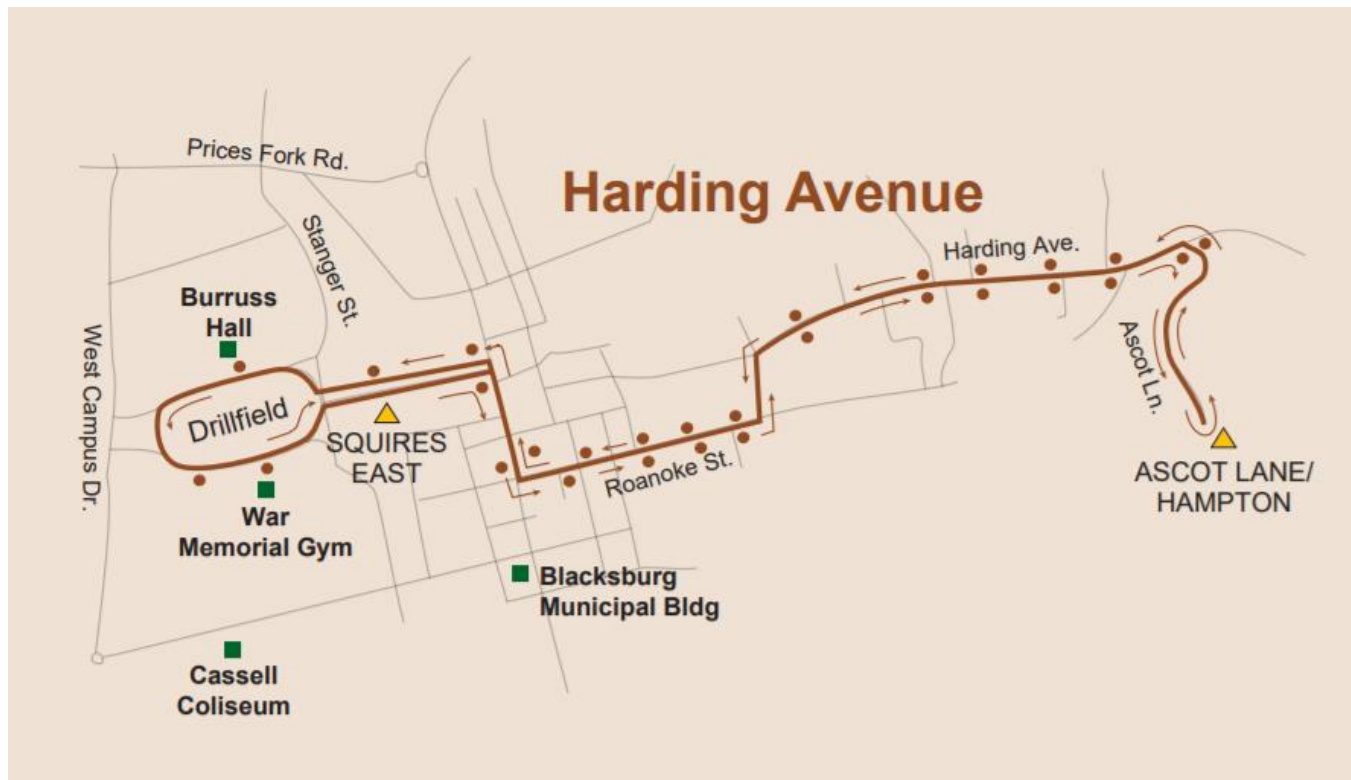 Prices Fork Rd.
Harding Avenue
Stanger St.
Harding Ave.
Burruss
Hall
West Campus Dr.
Drillfield
Ascot Ln.
SQUIRES
EAST
Roanoke St.
ASCOT LANE/
HAMPTON
War
Memorial Gym
Blacksburg
Municipal Bldg
Cassell
Coliseum